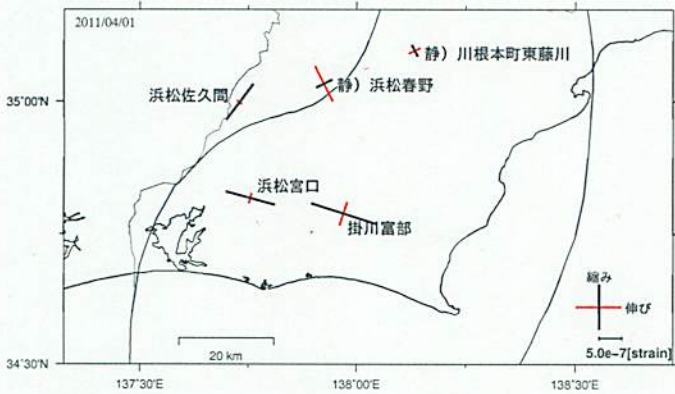 2011/04/01
静）川根本町東藤川
静）浜松春野
浜松佐久間
35°00'N
浜松宮口
掛川富部
縮み
伸び
5.0e-7[strain]
20 km
34°30'N
137°30'E
138°00'E
138°30'E